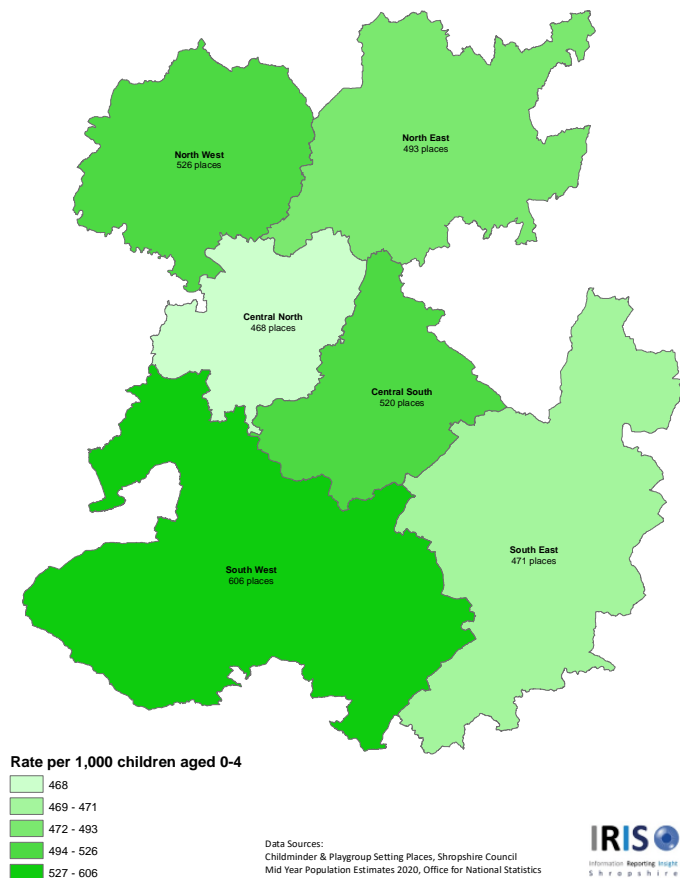 North West
526 places
North East
493 places
Central North
468 places
Central South
520 places
South East
471 places
South West
606 places
Rate per 1,000 children aged 0-4
468
469 - 471
472 - 493
494 - 526
527 - 606
Data Sources:
Childminder & Playgroup Setting Places, Shropshire Council
Mid Year Population Estimates 2020, Office for National Statistics
IRIS
Information Reporting Insight
Shropshire